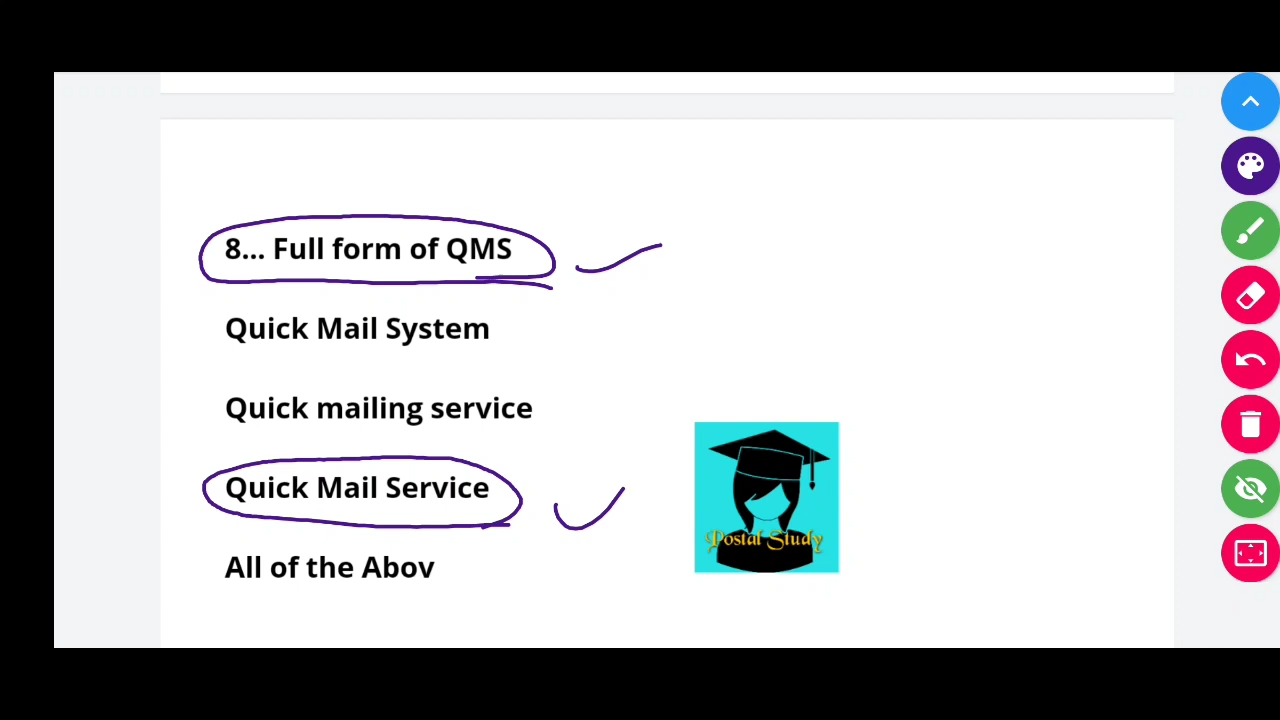 8... Full form of QMS
Quick Mail System
Quick mailing service
Quick Mail Service
Postal Study
All of the Abov